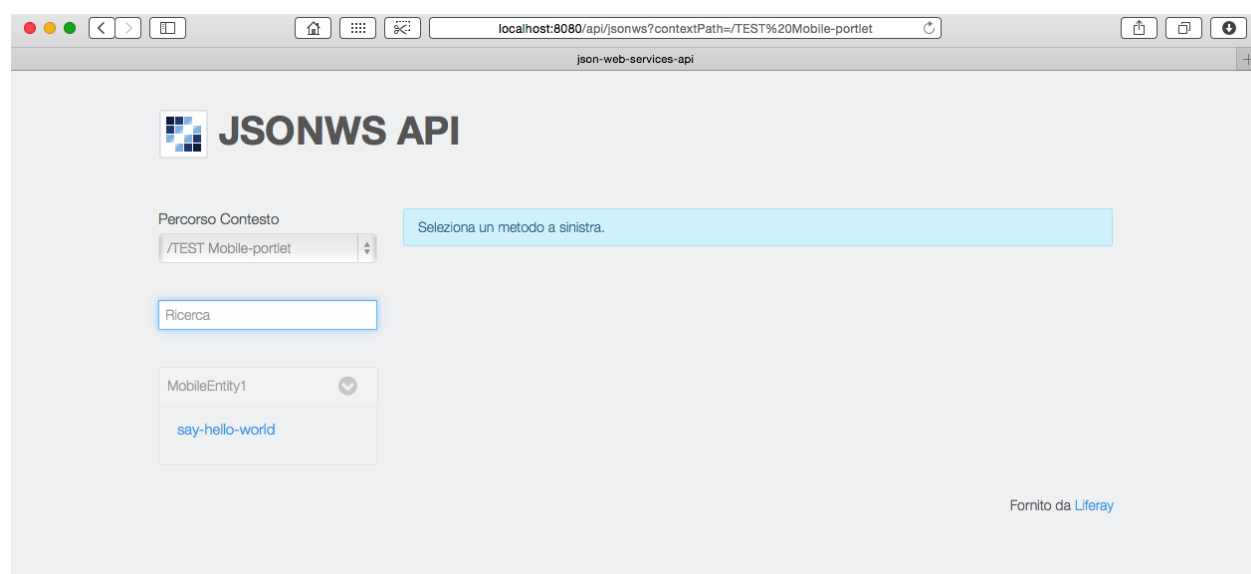 localhost:8080/api/jsonws?contextPath=/TEST%20Mobile-portlet
json-web-services-api
JSONWS API
Percorso Contesto
/TEST Mobile-portlet
Seleziona un metodo a sinistra.
Ricerca
MobileEntity1
say-hello-world
Fornito da Liferay